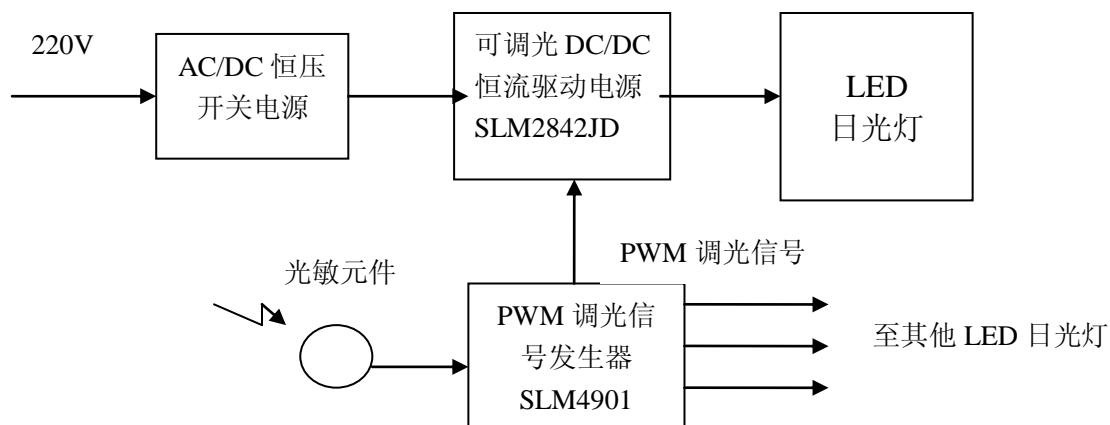 220V
AC/DC 恒压
开关电源
可调光 DC/DC
恒流驱动电源
SLM2842JD
LED
日光灯
PWM 调光信号
光敏元件
PWM 调光信
号发生器
SLM4901
至其他 LED 日光灯